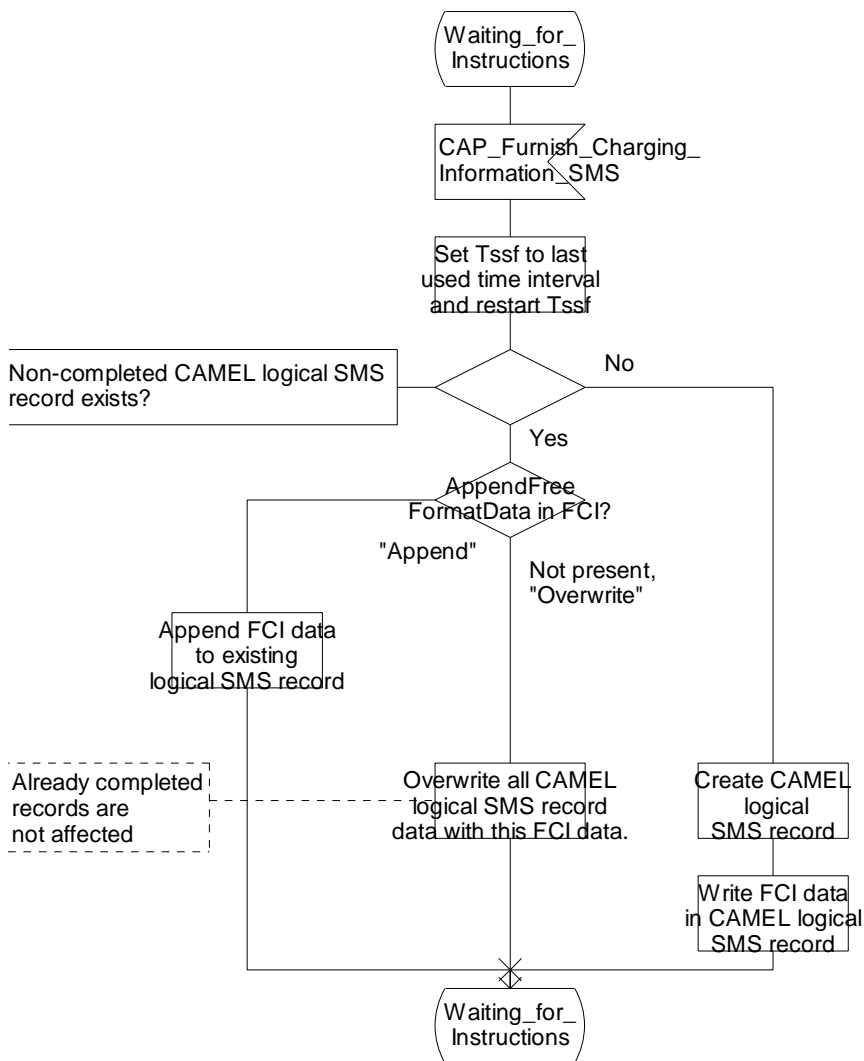 Waiting_for_
Instructions
CAP_Furnish_Charging_
Information_SMS
Set Tssf to last
used time interval
and restart Tssf
Non-completed CAMEL logical SMS
record exists?
No
Yes
AppendFree
FormatData in FCI?
"Append"
Not present,
"Overwrite"
Append FCI data
to existing
logical SMS record
Already completed
records are
not affected
Overwrite all CAMEL
logical SMS record
data with this FCI data.
Create CAMEL
logical
SMS record
Write FCI data
in CAMEL logical
SMS record
Waiting_for_
Instructions